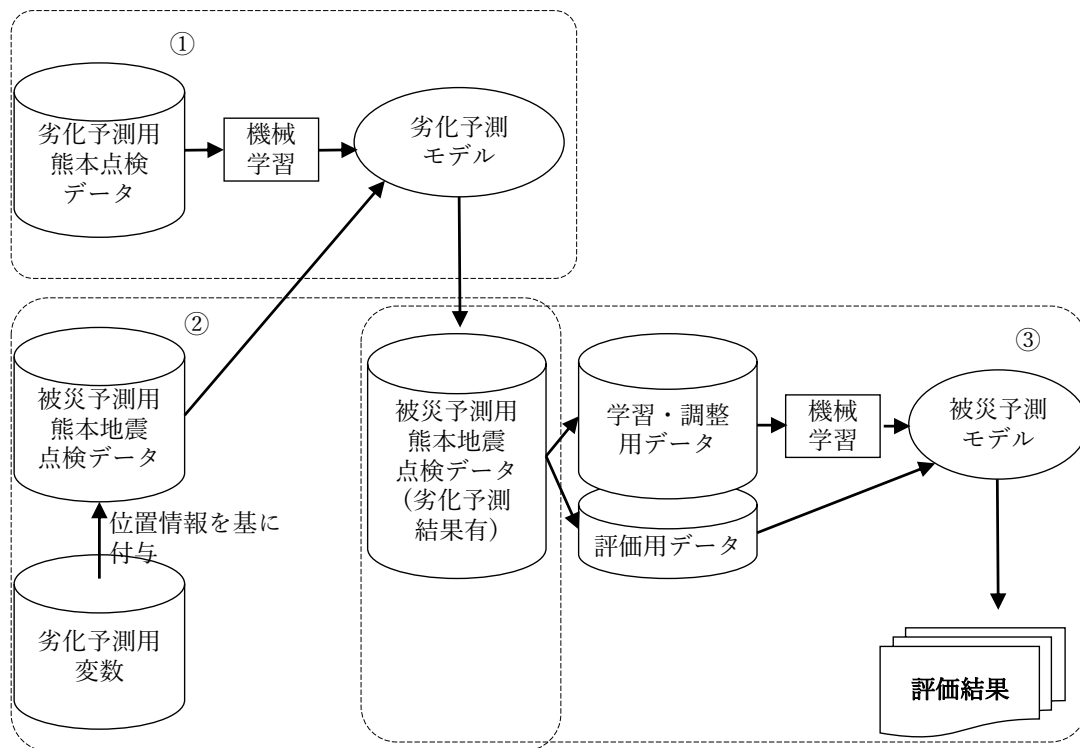 ①
劣化予測用
熊本点検
データ
機械
学習
劣化予測
モデル
②
被災予測用
熊本地震
点検データ
位置情報を基に
付与
劣化予測用
変数
③
被災予測用
熊本地震
点検データ
(劣化予測
結果有)
学習・調整
用データ
評価用データ
機械
学習
被災予測
モデル
評価結果